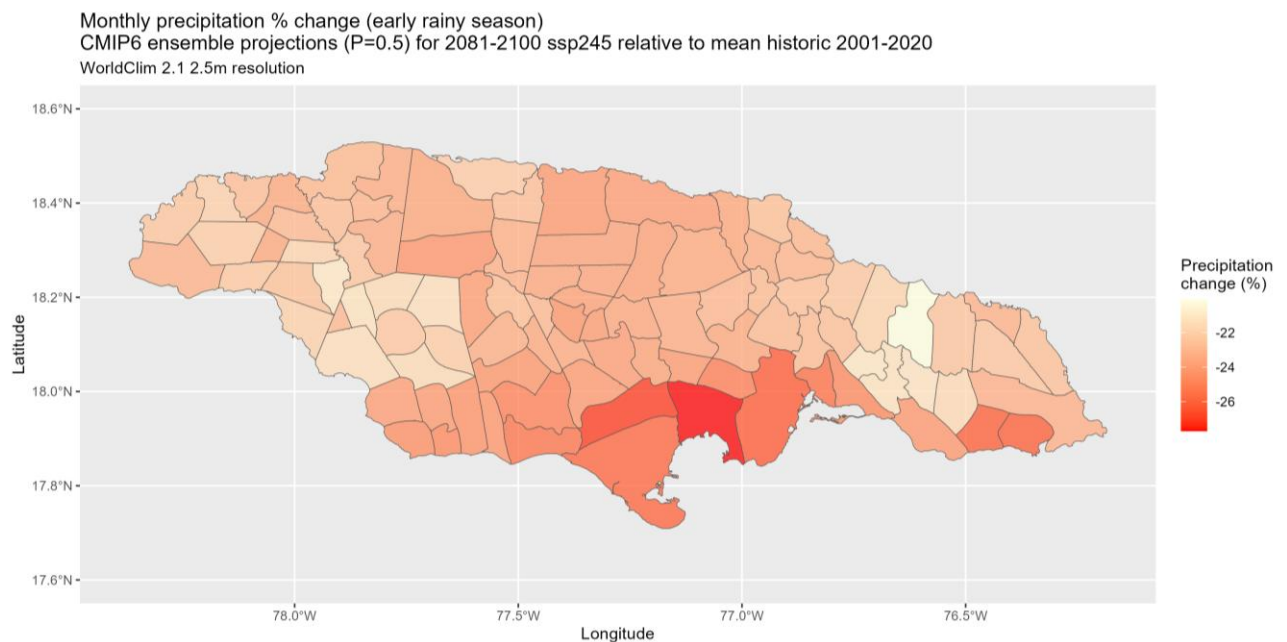 Monthly precipitation % change (early rainy season)
CMIP6 ensemble projections (P=0.5) for 2081-2100 ssp245 relative to mean historic 2001-2020
WorldClim 2.1 2.5m resolution
18.6°N
18.4°N
18.2°N
18.0°N
17.8°N
17.6°N
Latitude
78.0°W
77.5°W
77.0°W
76.5°W
Longitude
Precipitation
change (%)
-22
-24
-26